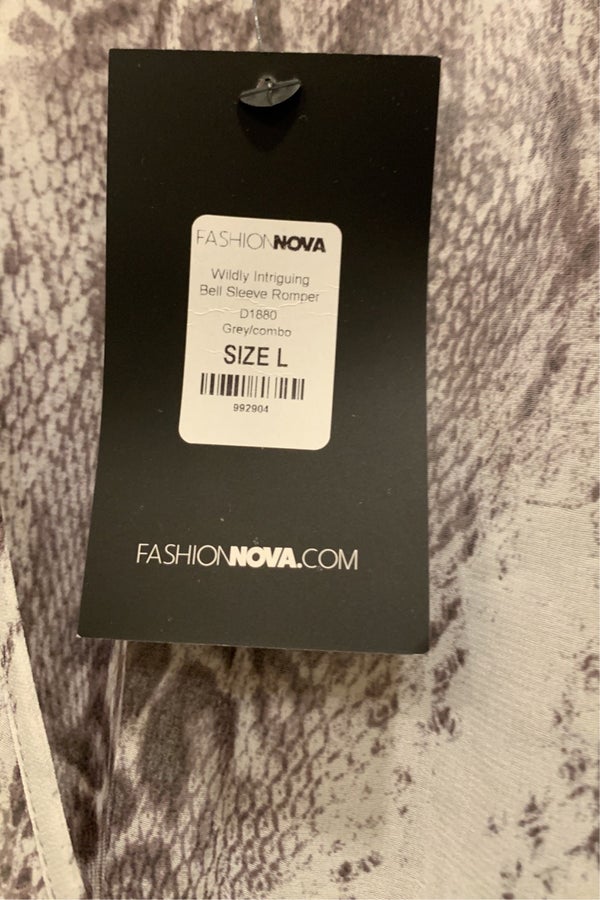 FASHIONNOVA
Wildly Intriguing
Bell Sleeve Romper
D1880
Grey/combo
SIZE L
992904
FASHIONNOVA.COM